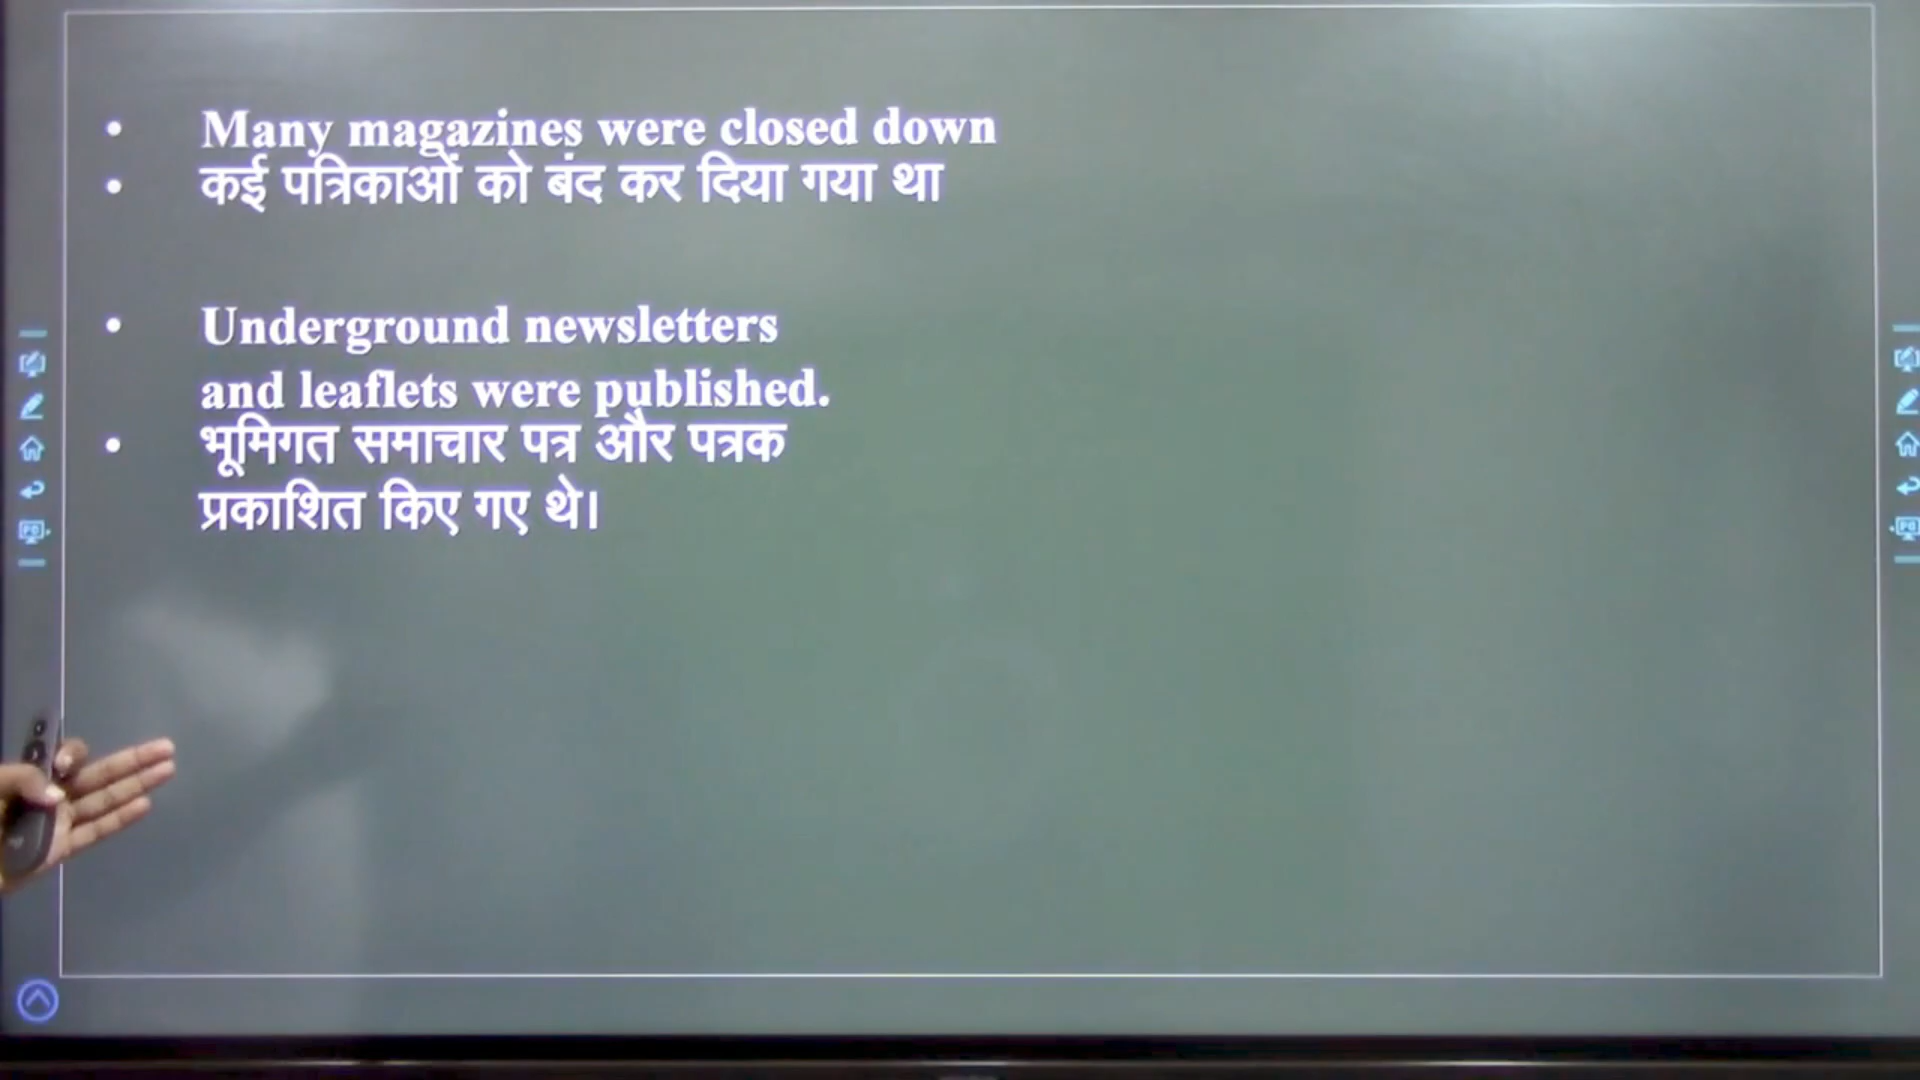 • Many magazines were closed down
• कई पत्रिकाओं को बंद कर दिया गया था
• Underground newsletters
and leaflets were published.
• भूमिगत समाचार पत्र और पत्रक
प्रकाशित किए गए थे।